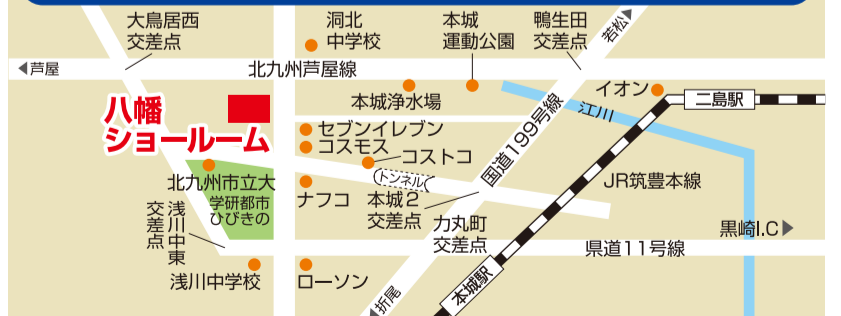 大鳥居西
交差点
洞北
中学校
本城
運動公園
鴨生田
交差点
若松
芦屋
北九州芦屋線
イオン
二島駅
八幡
ショールーム
本城浄水場
江川
セブンイレブン
コスモス
コストコ
国道199号線
トンネル
北九州市立大
学研都市
ひびきの
ナフコ
本城2
交差点
JR筑豊本線
浅川中東
交差点
力丸町
交差点
黒崎I.C
県道11号線
浅川中学校
ローソン
本城駅
折尾